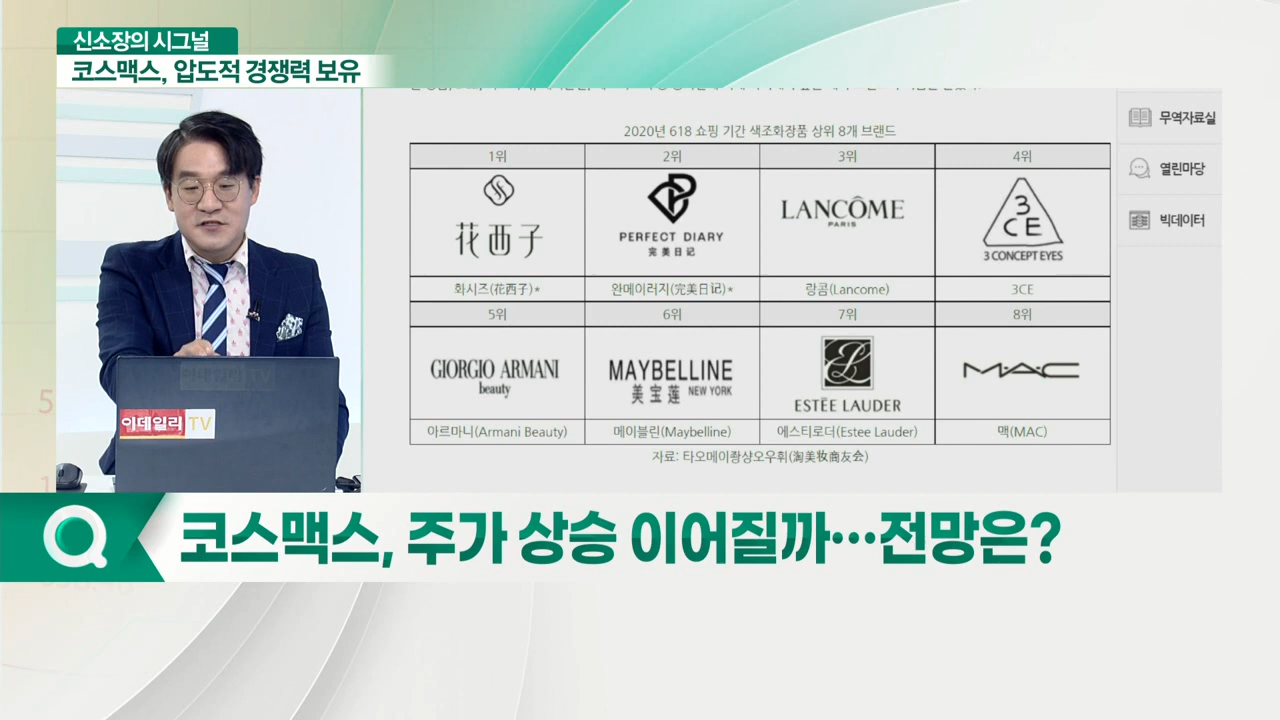 신소장의 시그널
코스맥스, 압도적 경쟁력 보유
2020년 618 쇼핑 기간 색조화장품 상위 8개 브랜드
1위 2위 3위 4위
花西子
PERFECT DIARY
完美日记
LANCÔME
PARIS
3
CE
3 CONCEPT EYES
화시즈(花西子)* 완메이러지(完美日记)* 랑콤(Lancome) 3CE
5위 6위 7위 8위
GIORGIO ARMANI
beauty
MAYBELLINE
美宝莲 NEW YORK
ESTĒE LAUDER
M·A·C
아르마니(Armani Beauty) 메이블린(Maybelline) 에스티로더(Estee Lauder) 맥(MAC)
자료: 타오메이좡샹오우휘(淘美妆商友会)
무역자료실
열린마당
빅데이터
이데일리 TV
코스맥스, 주가 상승 이어질까…전망은?